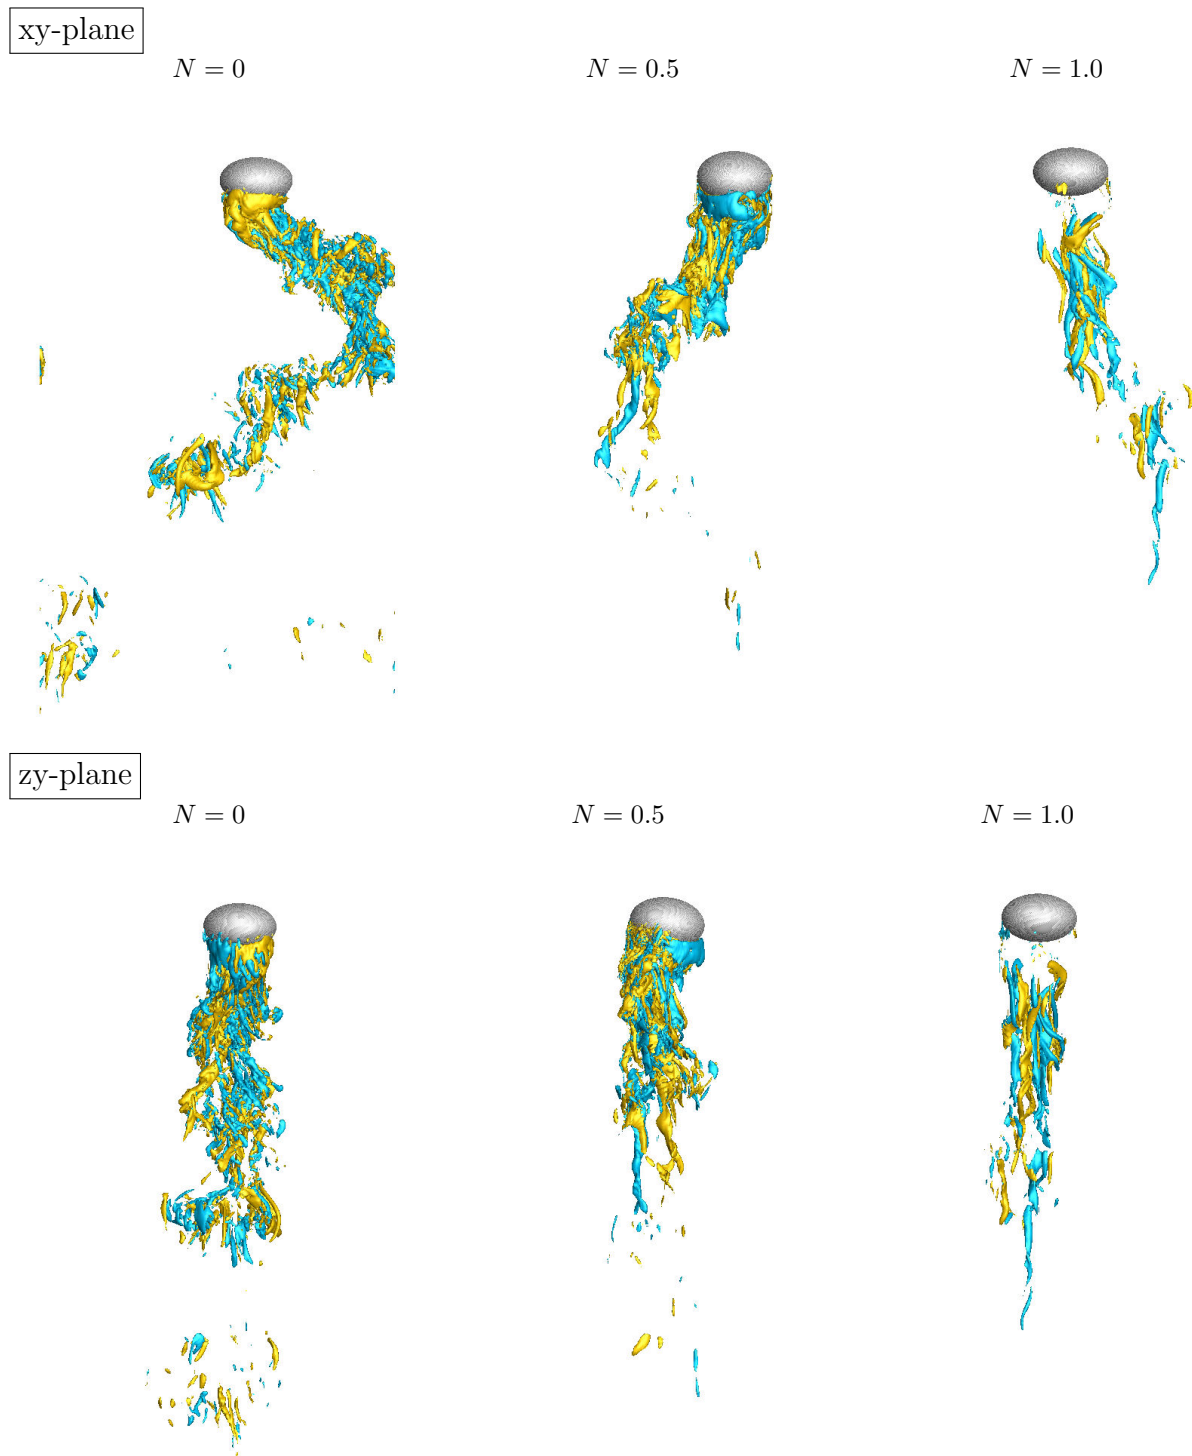 xy-plane
N = 0 N = 0.5 N = 1.0
zy-plane
N = 0 N = 0.5 N = 1.0